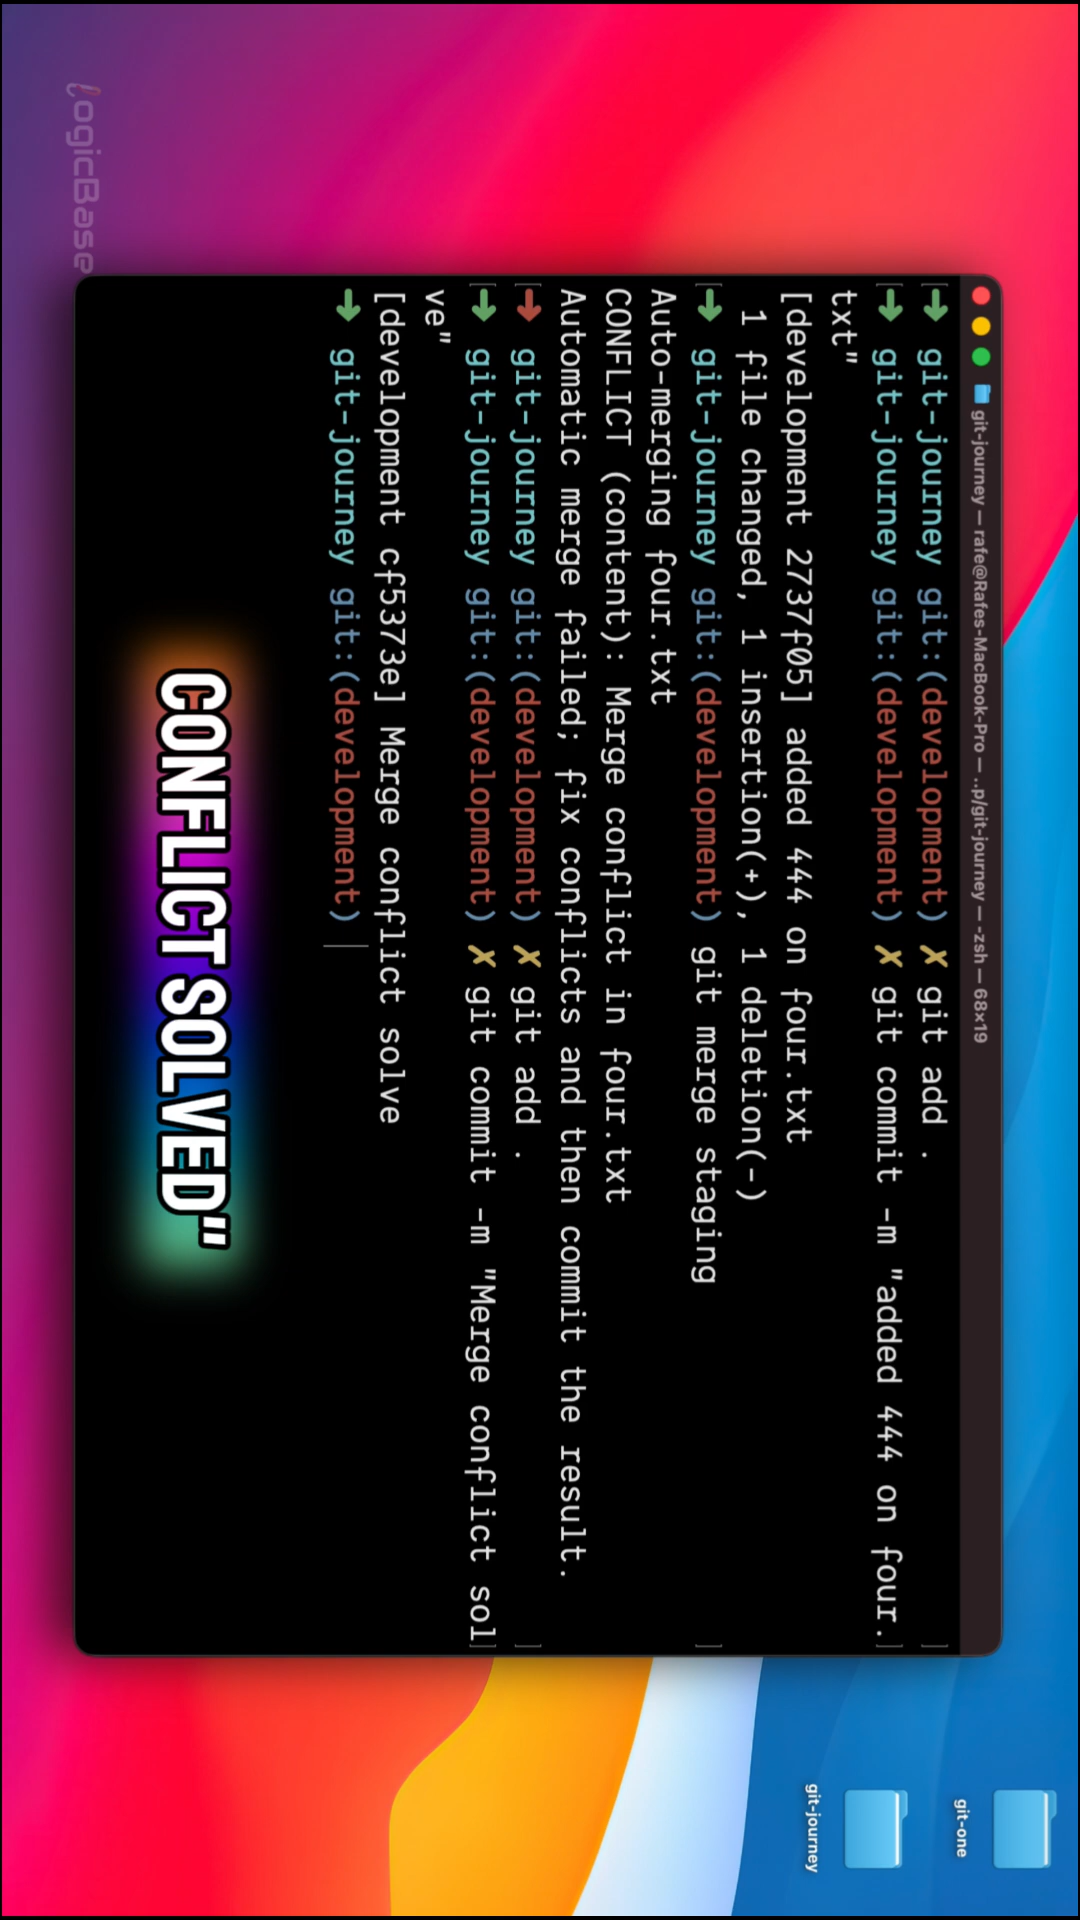 git-journey — rafe@Rafes-MacBook-Pro — ..p/git-journey — -zsh — 68×19
[➜ git-journey git:(development) ✗ git add . ]
[➜ git-journey git:(development) ✗ git commit -m "added 444 on four.]
txt"
[development 2737f05] added 444 on four.txt
1 file changed, 1 insertion(+), 1 deletion(-)
[➜ git-journey git:(development) git merge staging ]
Auto-merging four.txt
CONFLICT (content): Merge conflict in four.txt
Automatic merge failed; fix conflicts and then commit the result.
[➜ git-journey git:(development) ✗ git add . ]
[➜ git-journey git:(development) ✗ git commit -m "Merge conflict sol]
ve"
[development cf5373e] Merge conflict solve
➜ git-journey git:(development)
CONFLICT SOLVED"
git-one
git-journey
LogicBase